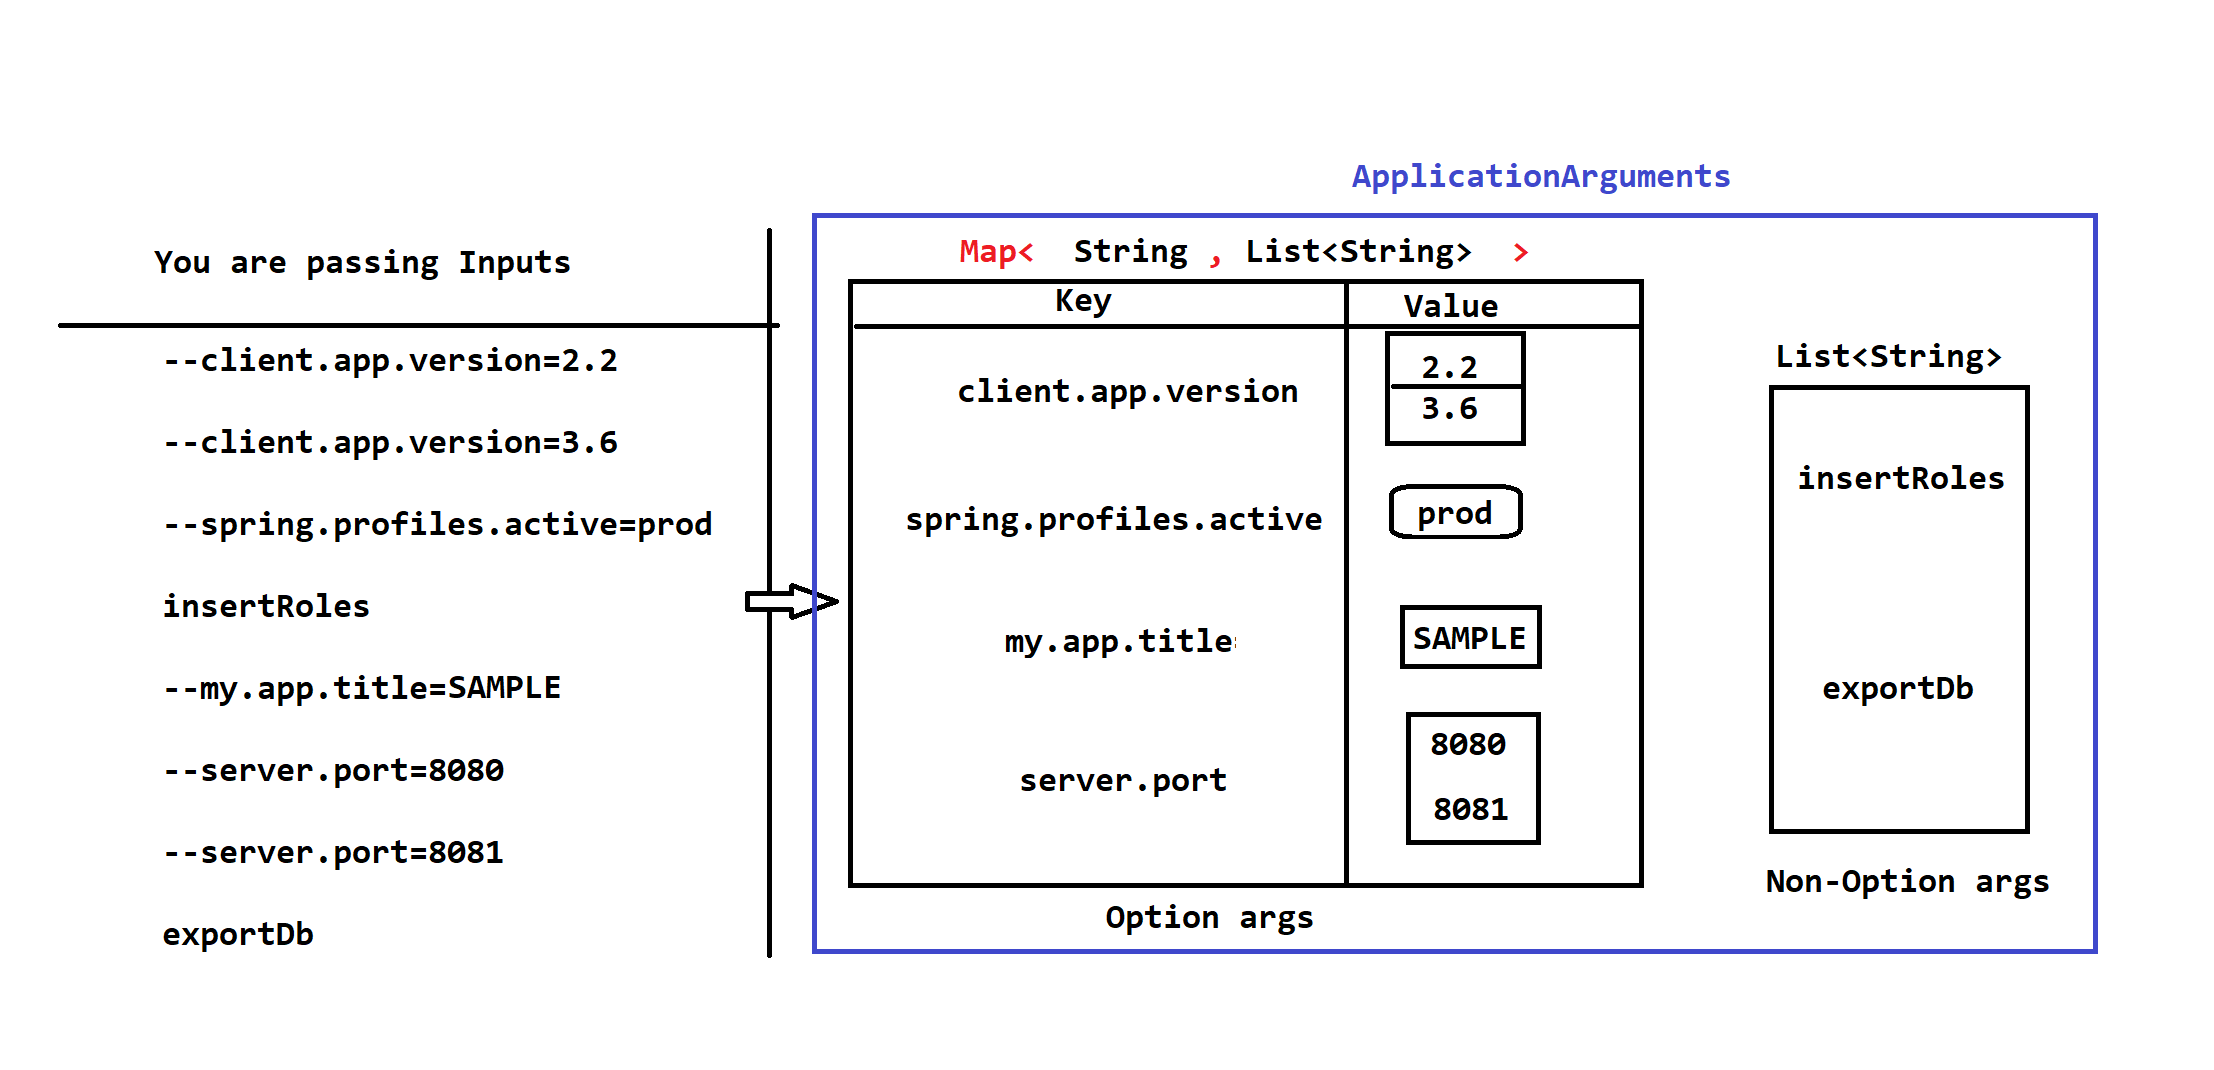 ApplicationArguments
You are passing Inputs
--client.app.version=2.2
--client.app.version=3.6
--spring.profiles.active=prod
insertRoles
--my.app.title=SAMPLE
--server.port=8080
--server.port=8081
exportDb
Map< String , List<String> >
Key Value
client.app.version
2.2
3.6
spring.profiles.active
prod
my.app.title
SAMPLE
server.port
8080
8081
Option args
List<String>
insertRoles
exportDb
Non-Option args